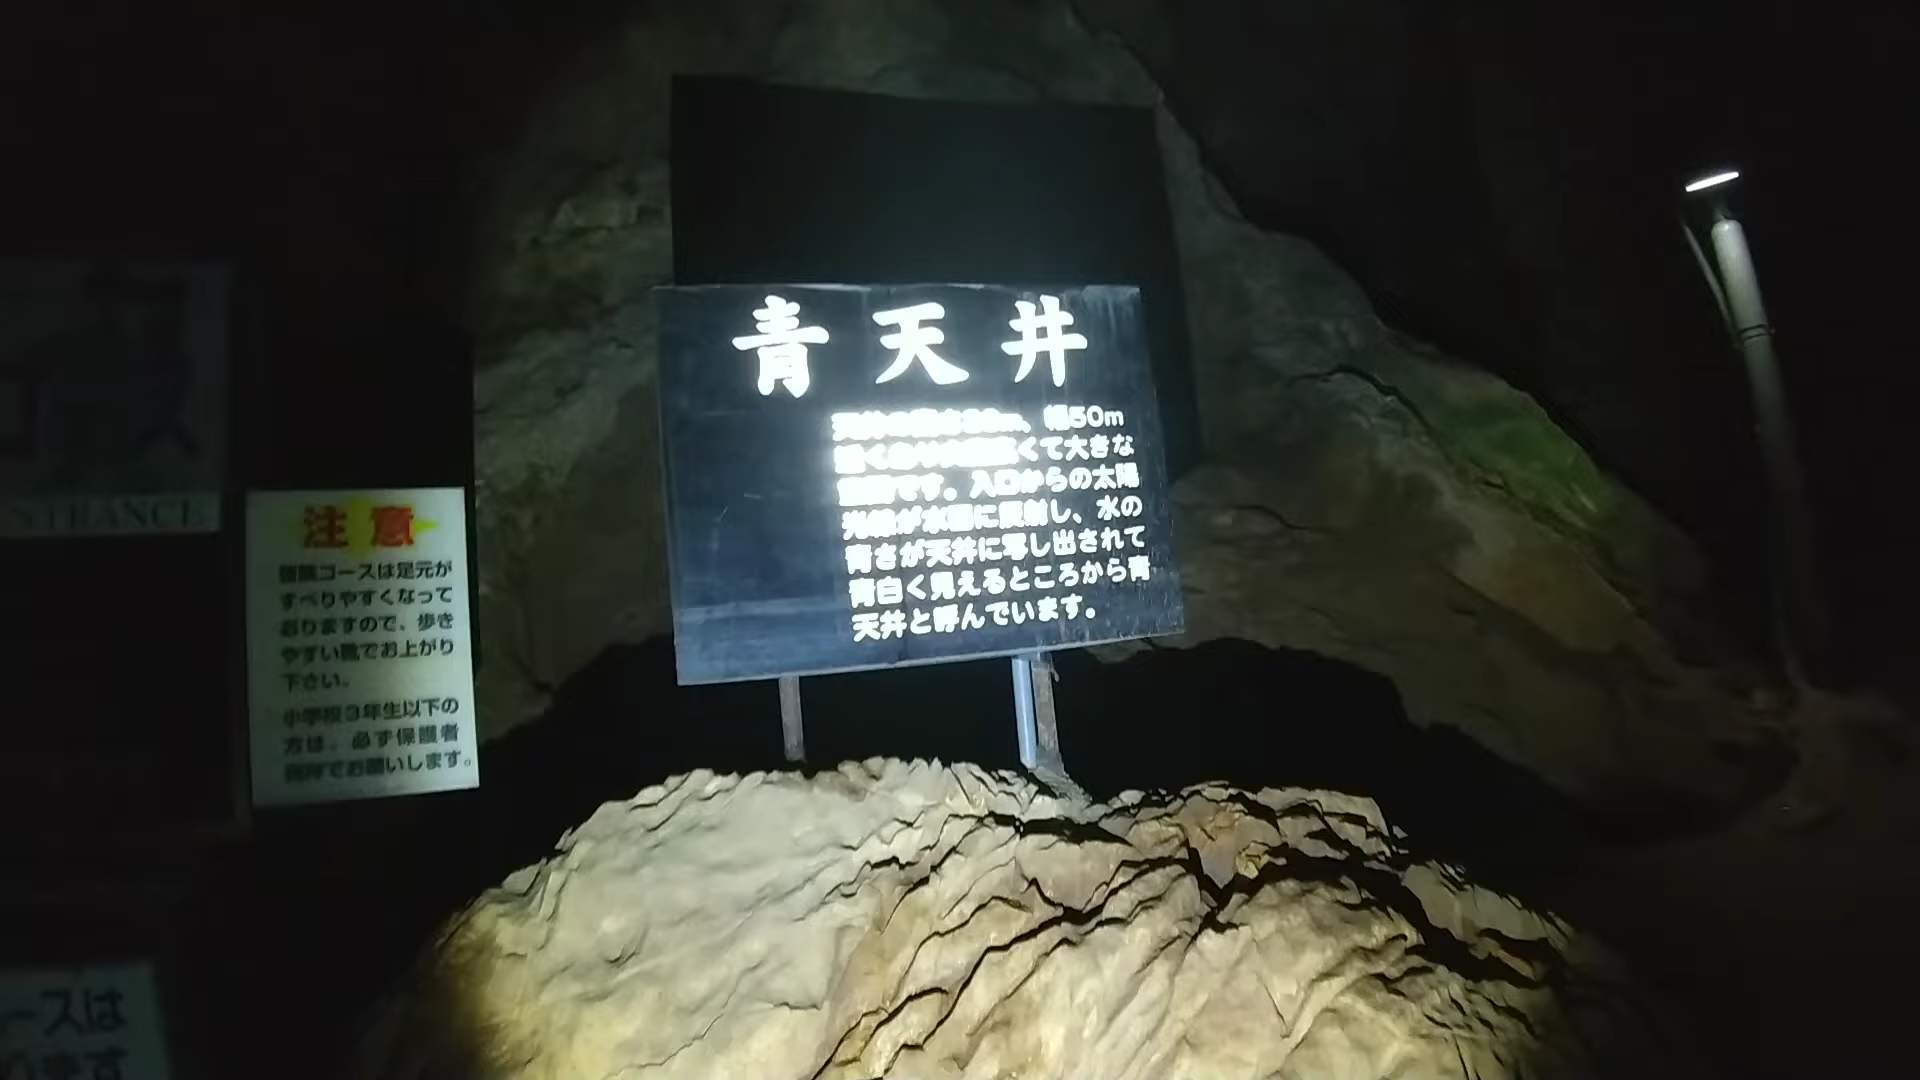 青天井
幅50m
くて大きな
です。入口からの太陽
光線が水面に反射し、水の
青さが天井に写し出されて
青白く見えるところから青
天井と呼んでいます。
注意
コースは足元が
すべりやすくなって
おりますので、歩き
やすい靴でお上がり
下さい。
小学校3年生以下の
方は、必ず保護者
でお願いします。
NTRANCE
ースは
ります